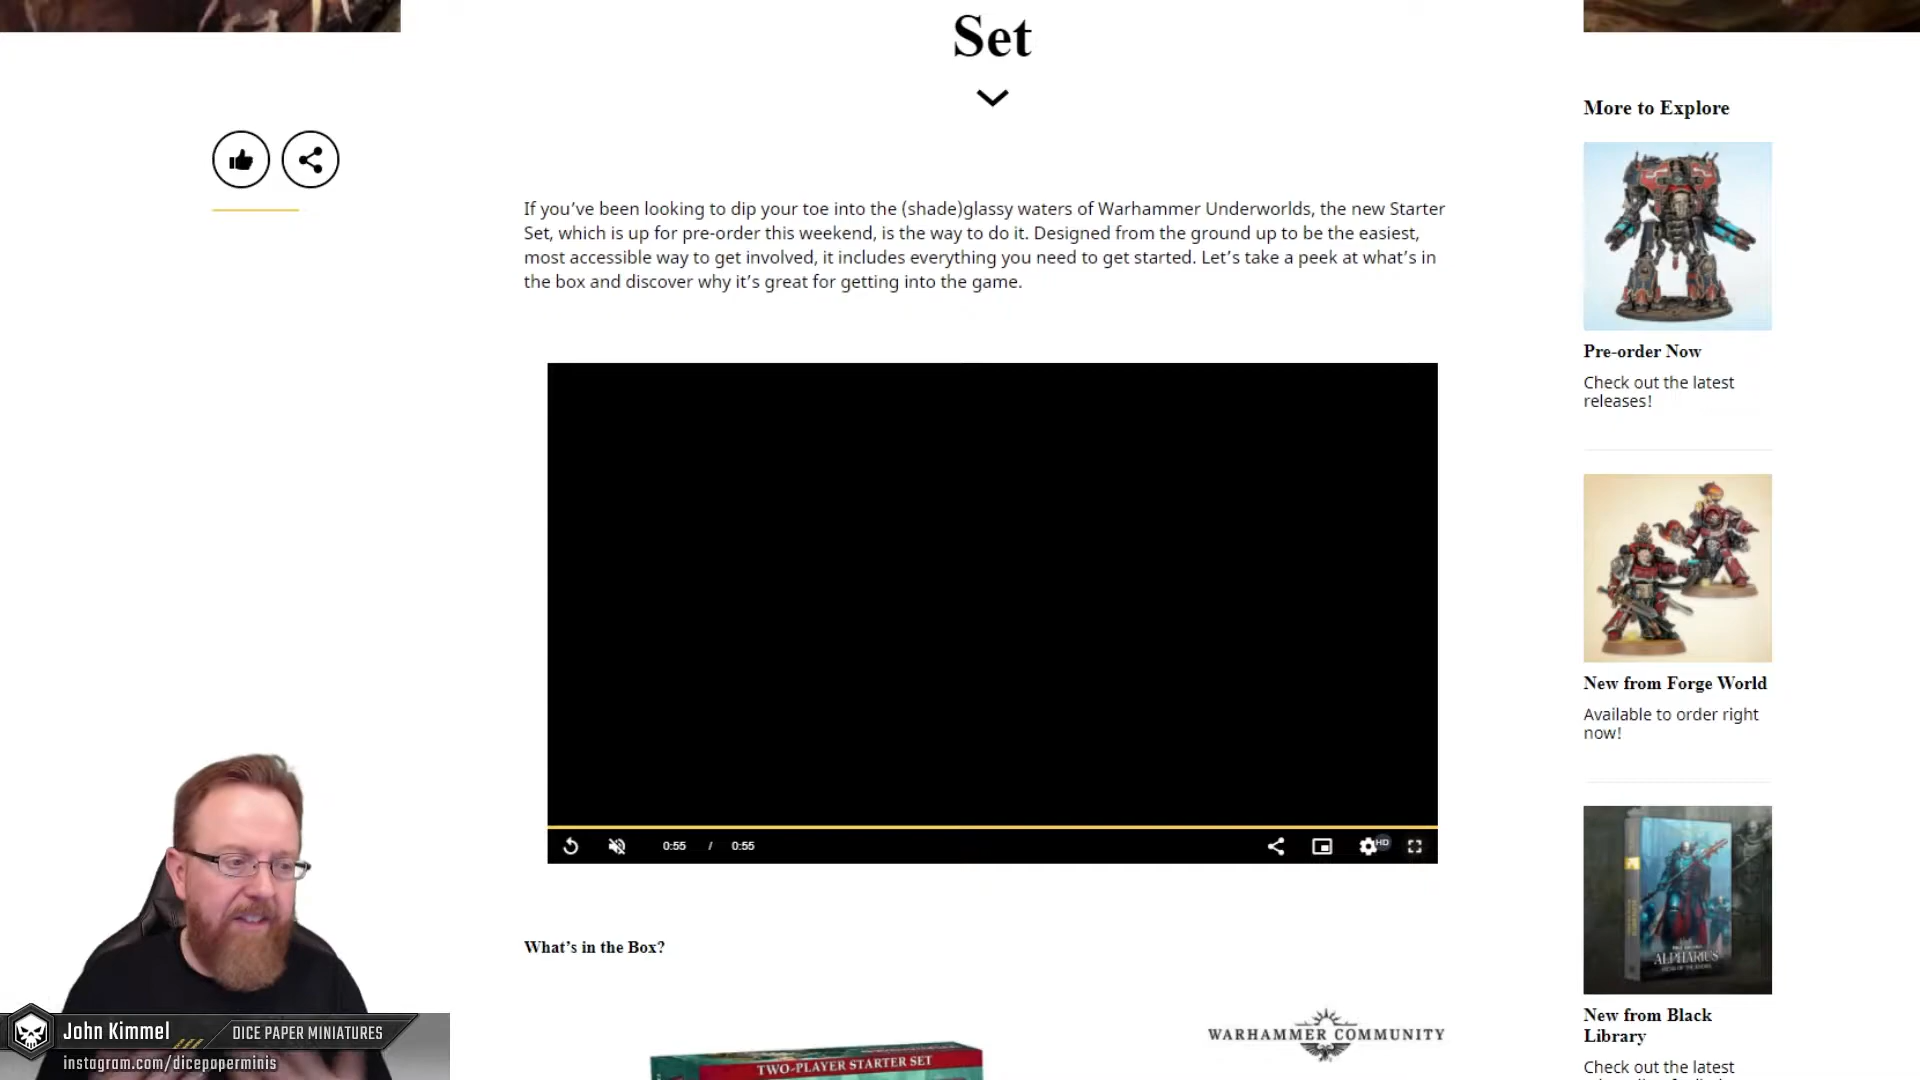 Set
If you’ve been looking to dip your toe into the (shade)glassy waters of Warhammer Underworlds, the new Starter
Set, which is up for pre-order this weekend, is the way to do it. Designed from the ground up to be the easiest,
most accessible way to get involved, it includes everything you need to get started. Let’s take a peek at what’s in
the box and discover why it’s great for getting into the game.
0:55 / 0:55
HD
What’s in the Box?
TWO-PLAYER STARTER SET
WARHAMMER COMMUNITY
More to Explore
Pre-order Now
Check out the latest
releases!
New from Forge World
Available to order right
now!
ALPHARIUS
New from Black
Library
Check out the latest
John Kimmel
DICE PAPER MINIATURES
instagram.com/dicepaperminis